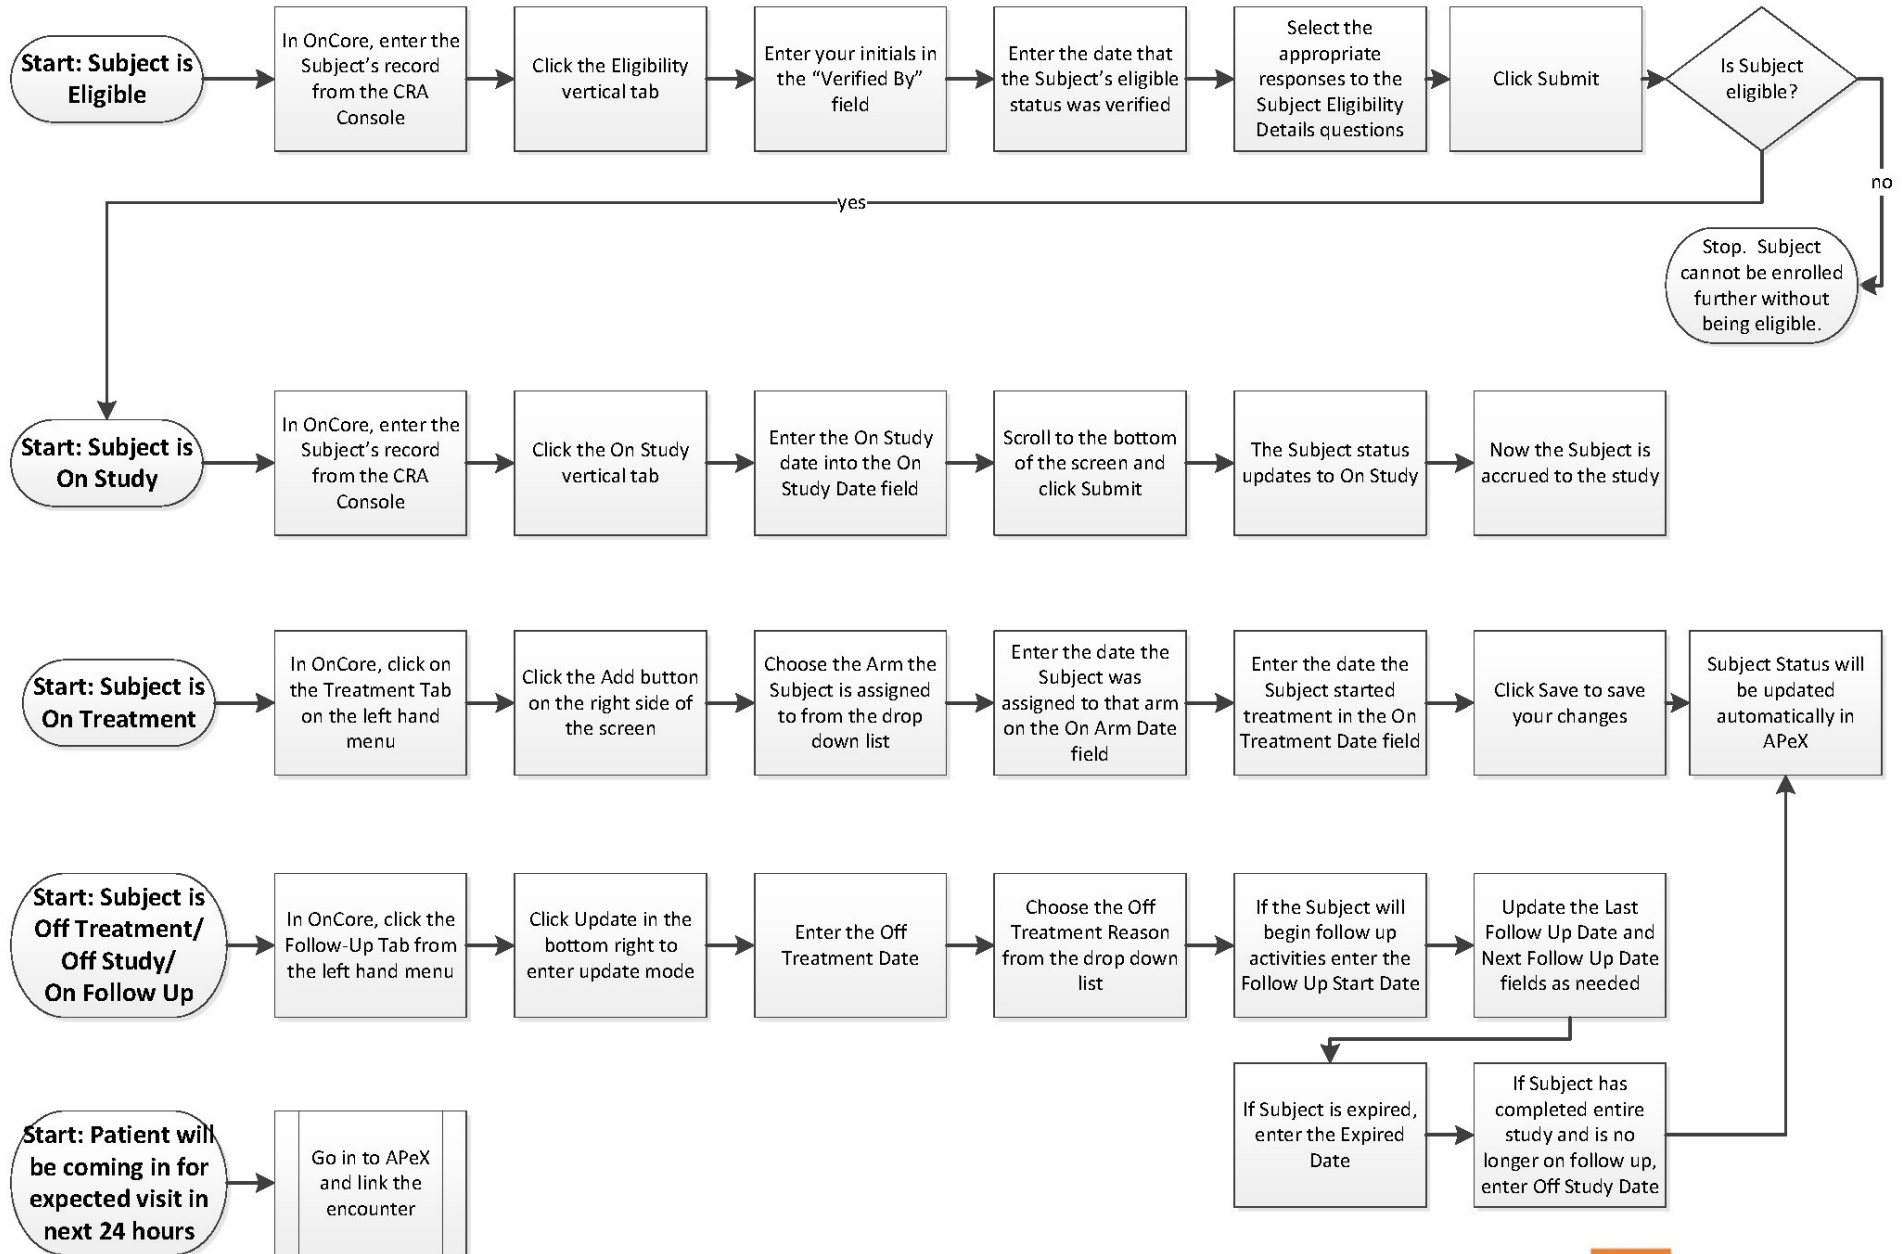 Start: Subject is
Eligible
In OnCore, enter the
Subject's record
from the CRA
Console
Click the Eligibility
vertical tab
Enter your initials in
the “Verified By”
field
Enter the date that
the Subject's eligible
status was verified
Select the
appropriate
responses to the
Subject Eligibility
Details questions
Click Submit
Is Subject
eligible?
no
yes
Stop. Subject
cannot be enrolled
further without
being eligible.
Start: Subject is
On Study
In OnCore, enter the
Subject's record
from the CRA
Console
Click the On Study
vertical tab
Enter the On Study
date into the On
Study Date field
Scroll to the bottom
of the screen and
click Submit
The Subject status
updates to On Study
Now the Subject is
accrued to the study
Start: Subject is
On Treatment
In OnCore, click on
the Treatment Tab
on the left hand
menu
Click the Add button
on the right side of
the screen
Choose the Arm the
Subject is assigned
to from the drop
down list
Enter the date the
Subject was
assigned to that arm
on the On Arm Date
field
Enter the date the
Subject started
treatment in the On
Treatment Date field
Click Save to save
your changes
Subject Status will
be updated
automatically in
APeX
Start: Subject is
Off Treatment/
Off Study/
On Follow Up
In OnCore, click the
Follow-Up Tab from
the left hand menu
Click Update in the
bottom right to
enter update mode
Enter the Off
Treatment Date
Choose the Off
Treatment Reason
from the drop down
list
If the Subject will
begin follow up
activities enter the
Follow Up Start Date
Update the Last
Follow Up Date and
Next Follow Up Date
fields as needed
If Subject is expired,
enter the Expired
Date
If Subject has
completed entire
study and is no
longer on follow up,
enter Off Study Date
Start: Patient will
be coming in for
expected visit in
next 24 hours
Go in to APeX
and link the
encounter